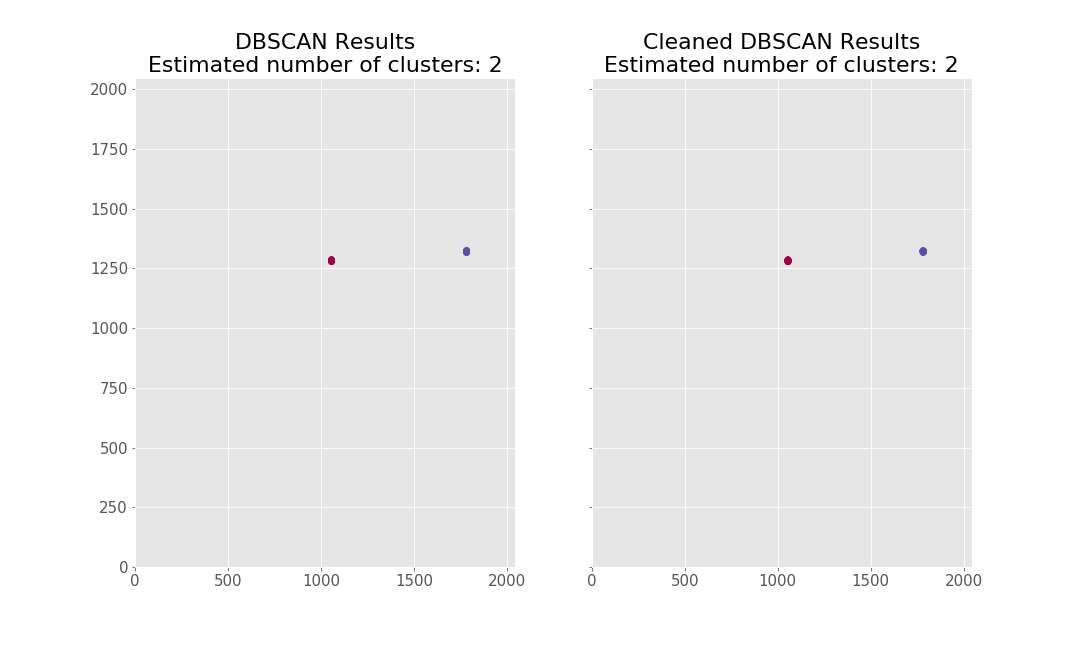 DBSCAN Results
Estimated number of clusters: 2
Cleaned DBSCAN Results
Estimated number of clusters: 2
2000
1750
1500
1250
1000
750
500
250
0
0 500 1000 1500 2000
0 500 1000 1500 2000